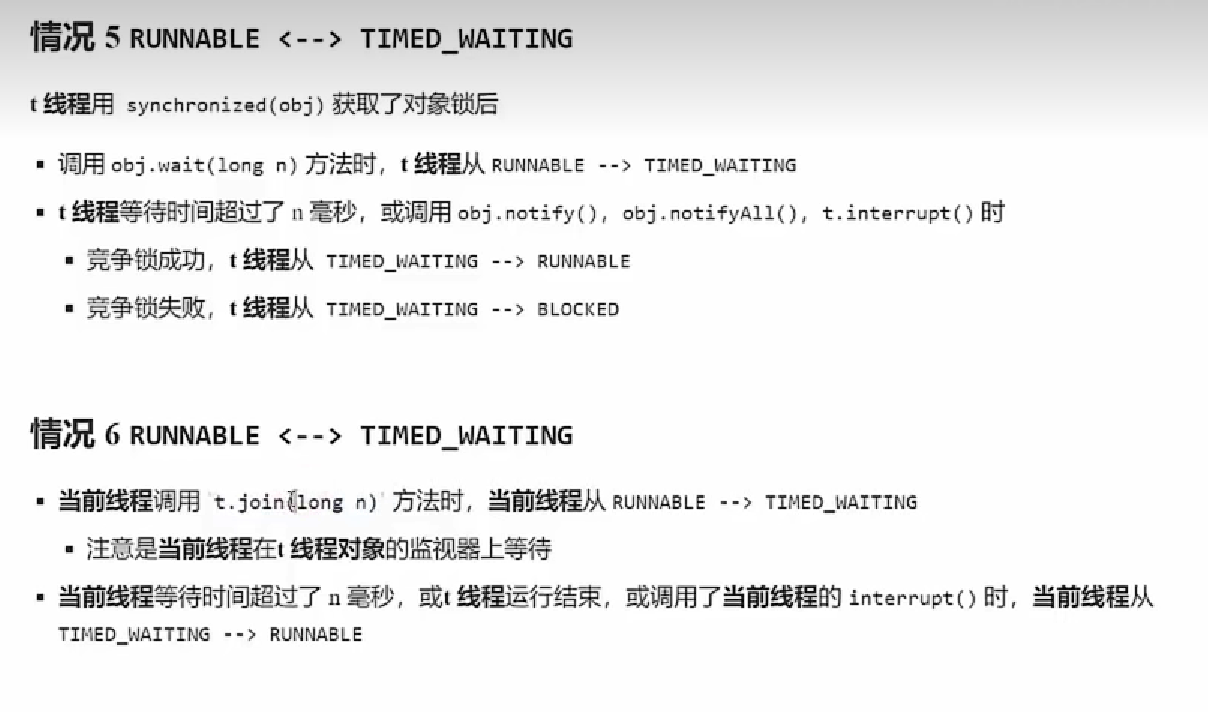 情况 5 RUNNABLE <--> TIMED_WAITING
t 线程用 synchronized(obj) 获取了对象锁后
▪ 调用 obj.wait(long n) 方法时，t 线程从 RUNNABLE --> TIMED_WAITING
▪ t 线程等待时间超过了 n 毫秒，或调用 obj.notify(), obj.notifyAll(), t.interrupt() 时
▪ 竞争锁成功，t 线程从 TIMED_WAITING --> RUNNABLE
▪ 竞争锁失败，t 线程从 TIMED_WAITING --> BLOCKED
情况 6 RUNNABLE <--> TIMED_WAITING
▪ 当前线程调用 t.join(long n) 方法时，当前线程从 RUNNABLE --> TIMED_WAITING
▪ 注意是当前线程在t 线程对象的监视器上等待
▪ 当前线程等待时间超过了 n 毫秒，或t 线程运行结束，或调用了当前线程的 interrupt() 时，当前线程从
TIMED_WAITING --> RUNNABLE